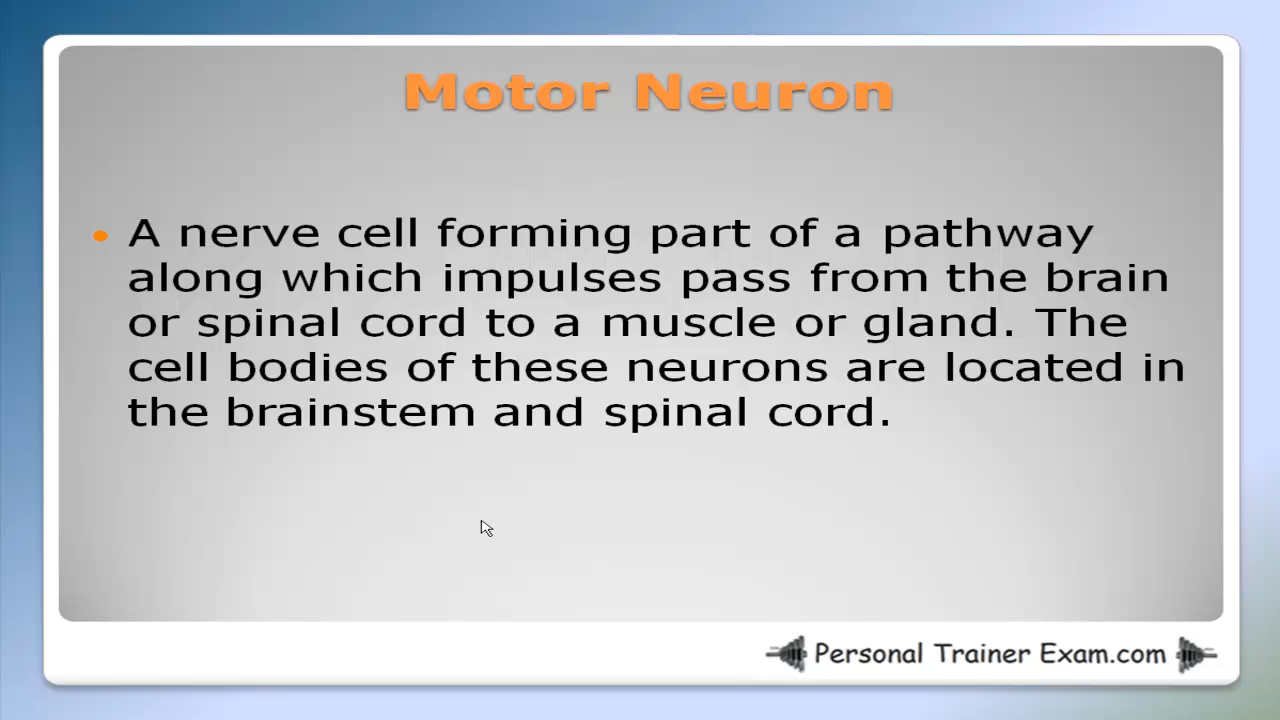 Motor Neuron
A nerve cell forming part of a pathway
along which impulses pass from the brain
or spinal cord to a muscle or gland. The
cell bodies of these neurons are located in
the brainstem and spinal cord.
Personal Trainer Exam.com